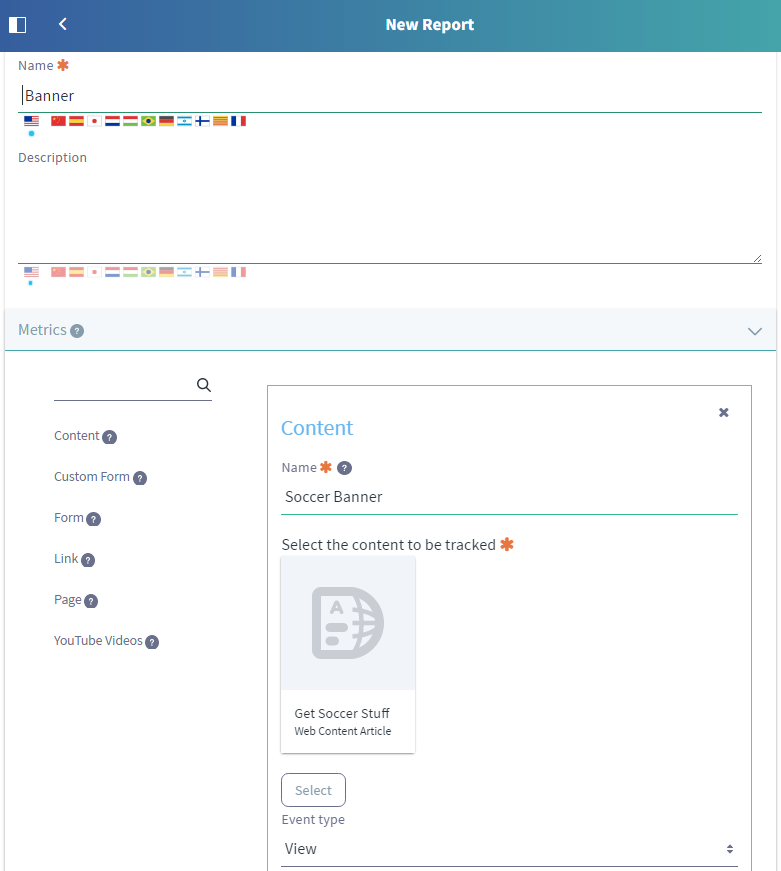 New Report
Name ✱
Banner
Description
Metrics ?
Content ?
Custom Form ?
Form ?
Link ?
Page ?
YouTube Videos ?
Content
Name ✱ ?
Soccer Banner
Select the content to be tracked ✱
A
Get Soccer Stuff
Web Content Article
Select
Event type
View